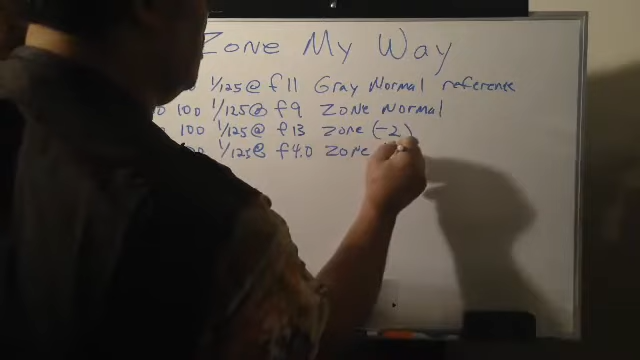 Zone My Way
1/125 @ f11 Gray Normal reference
100 1/125 @ f9 Zone Normal
100 1/125 @ f13 Zone (-2)
1/125 @ f4.0 Zone